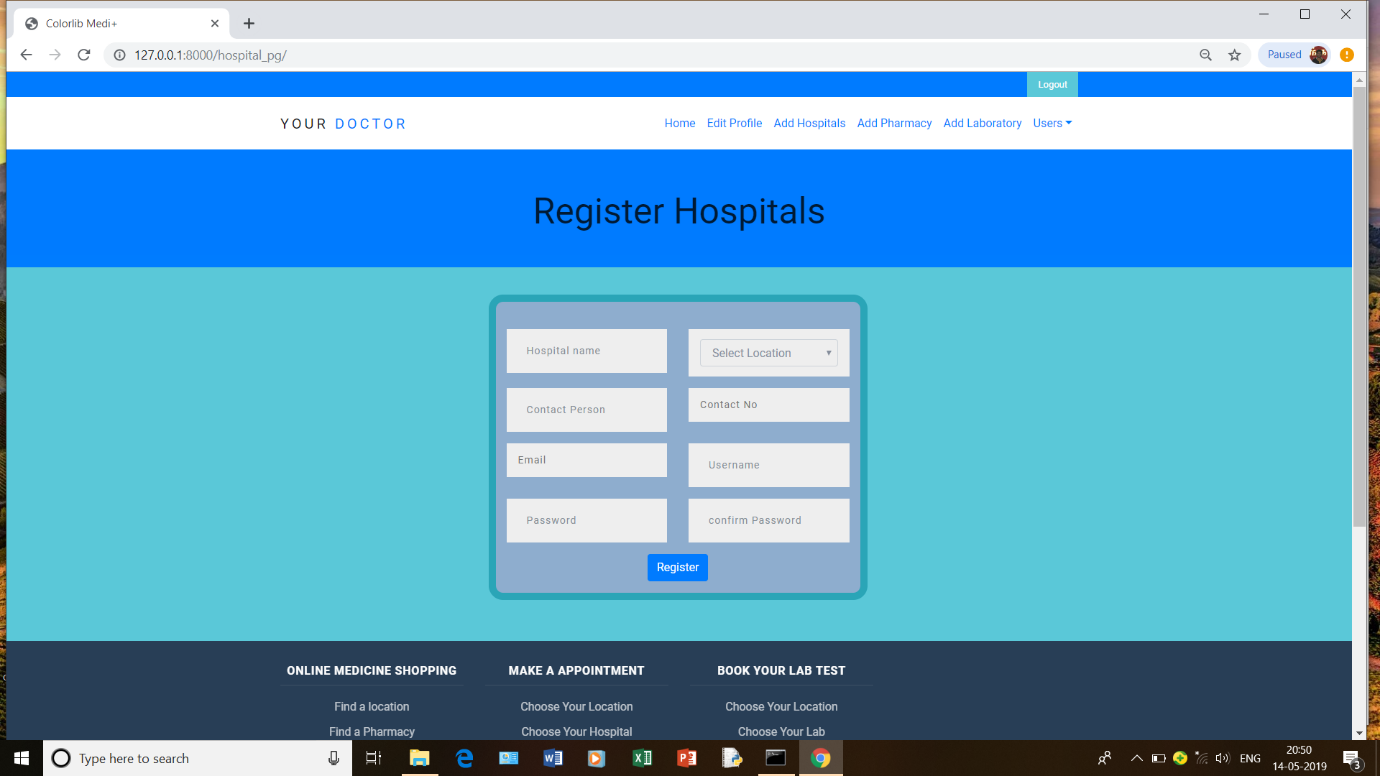 Colorlib Medi+
127.0.0.1:8000/hospital_pg/
Paused
Logout
YOUR DOCTOR
Home Edit Profile Add Hospitals Add Pharmacy Add Laboratory Users
Register Hospitals
Hospital name
Select Location
Contact Person
Contact No
Email
Username
Password
confirm Password
Register
ONLINE MEDICINE SHOPPING MAKE A APPOINTMENT BOOK YOUR LAB TEST
Find a location Choose Your Location Choose Your Location
Find a Pharmacy Choose Your Hospital Choose Your Lab
Type here to search
ENG
20:50
14-05-2019
3